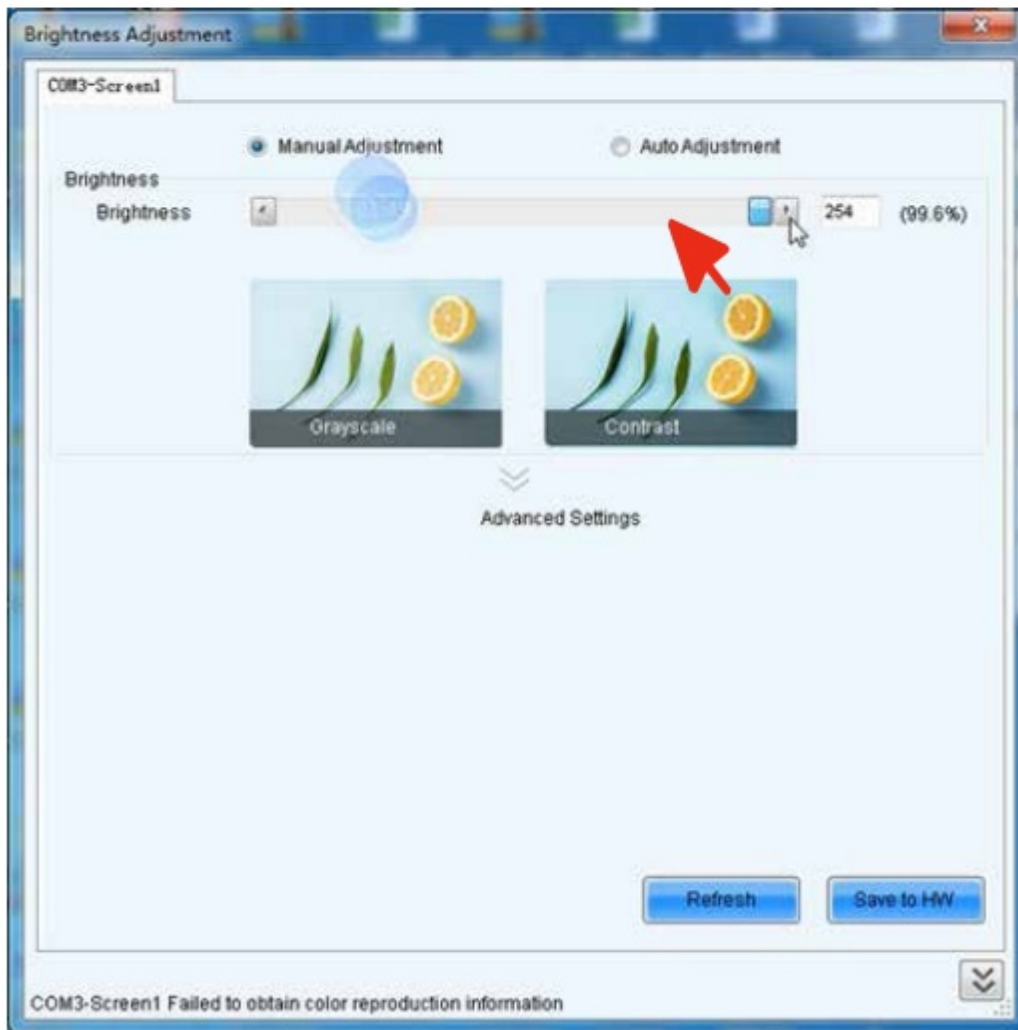 Brightness Adjustment
COM3-Screen1
Manual Adjustment Auto Adjustment
Brightness
Brightness 254 (99.6%)
Grayscale Contrast
Advanced Settings
Refresh Save to HW
COM3-Screen1 Failed to obtain color reproduction information